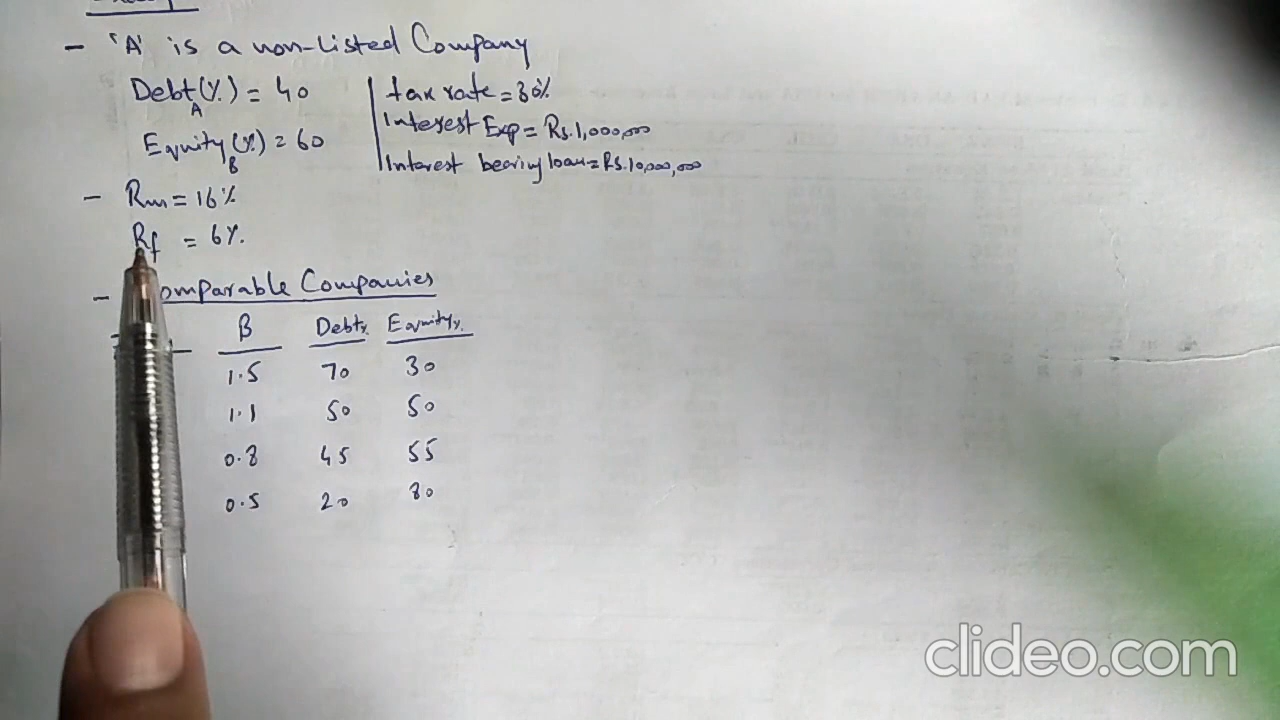 - 'A' is a non-Listed Company
Debt(%) = 40
A
Equity(%) = 60
B
tax rate = 30%
Interest Exp = Rs.1,000,000
Interest bearing loan = Rs.10,000,000
- Rm = 16%
Rf = 6%.
- omparable Companies
β Debt%. Equity%.
1.5 70 30
1.1 50 50
0.8 45 55
0.5 20 80
clideo.com